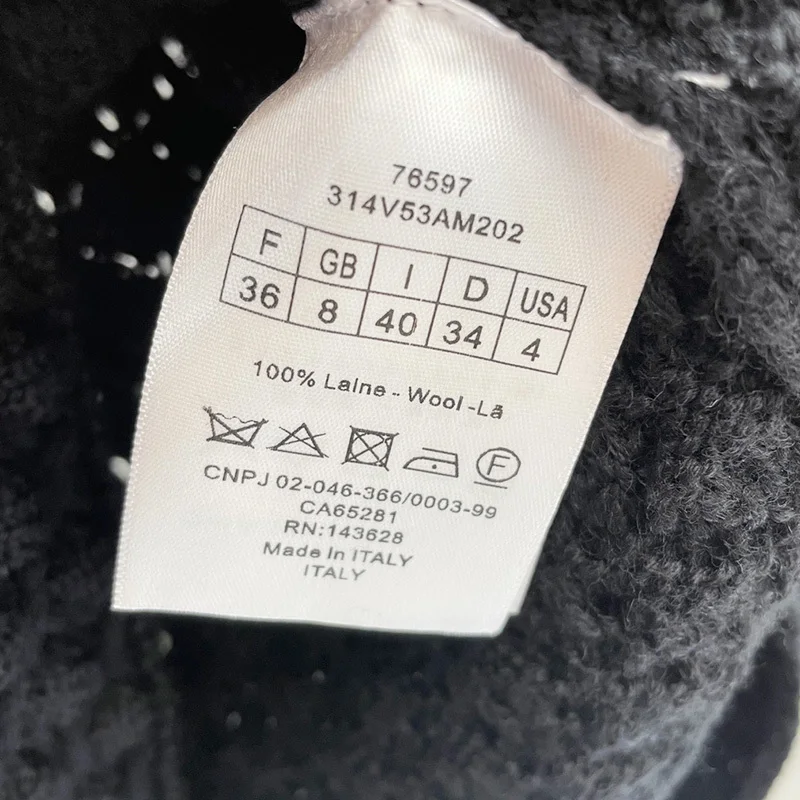 76597
314V53AM202
F GB I D USA
36 8 40 34 4
100% Laine - Wool - Lã
F
CNPJ 02-046-366/0003-99
CA65281
RN:143628
Made In ITALY
ITALY